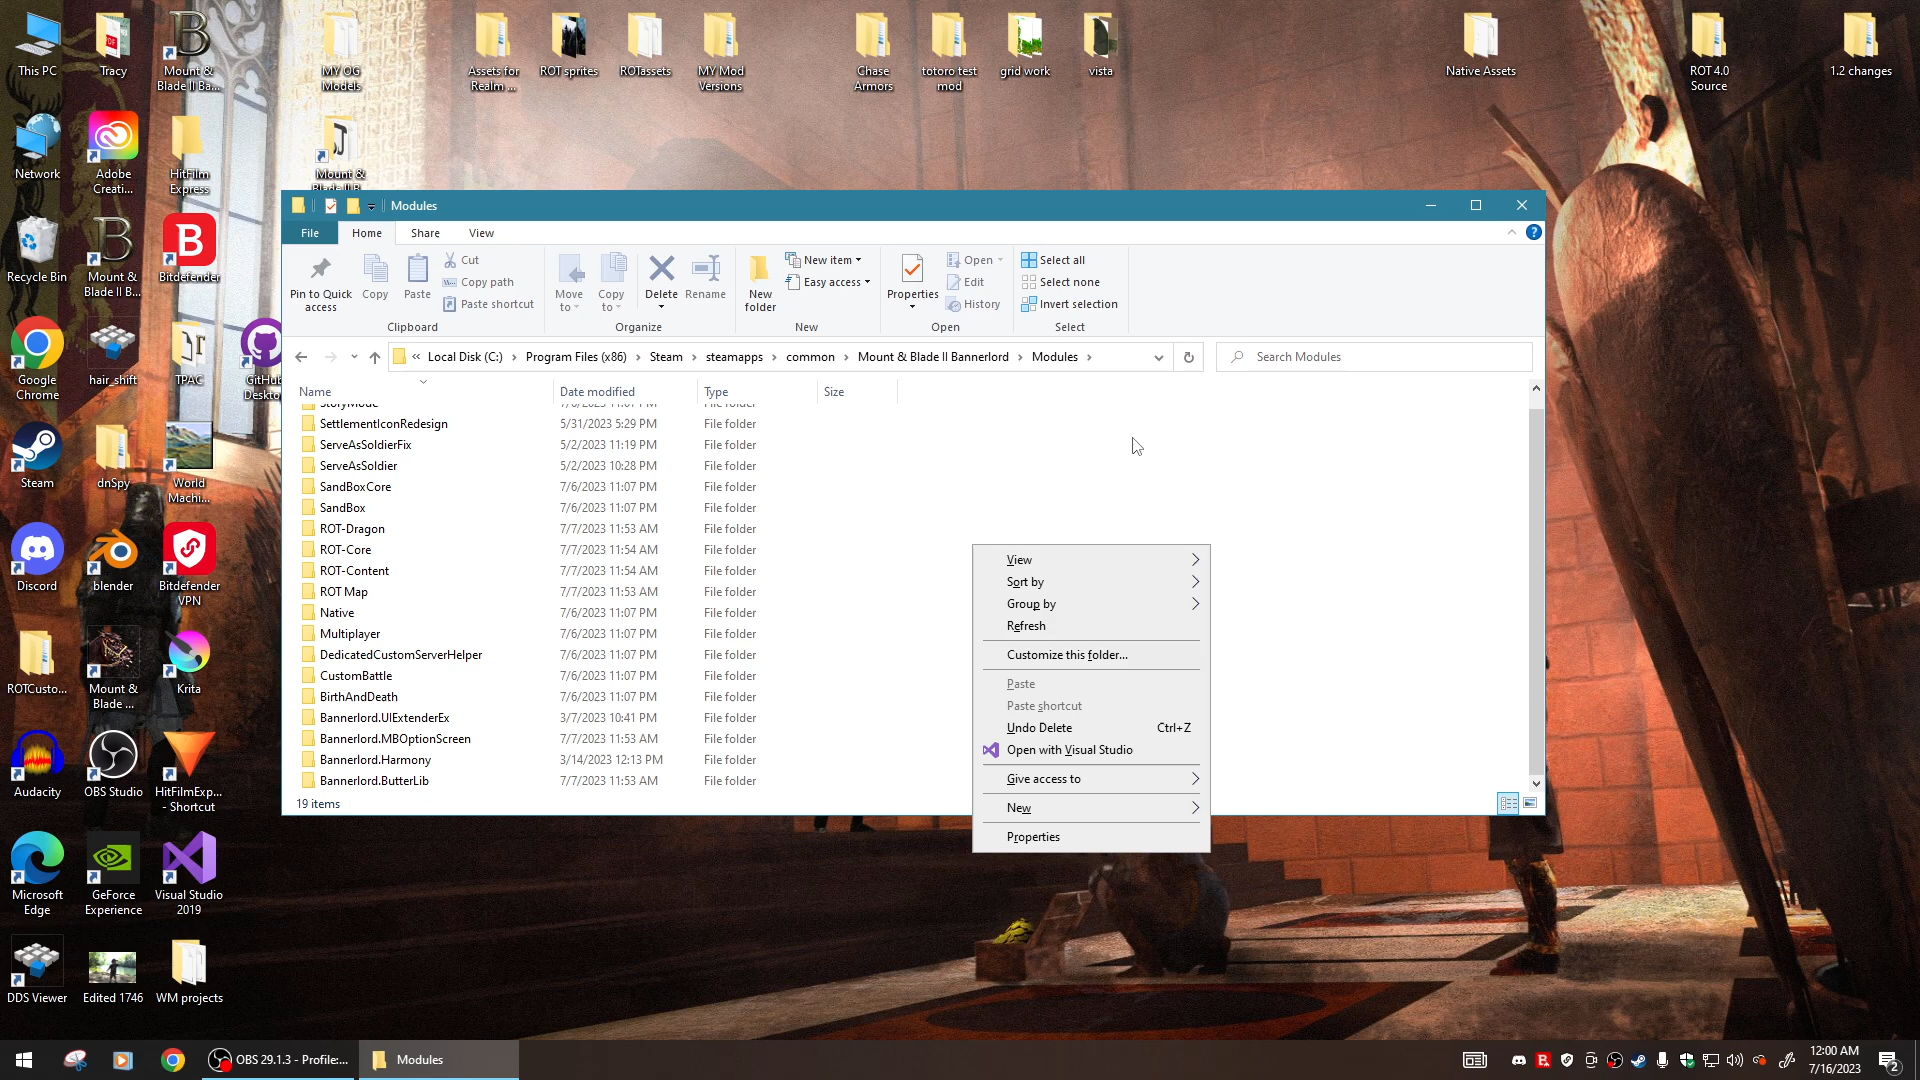 This PC
Tracy
Mount &
Blade II Ba...
MY OG
Models
Assets for
Realm ...
ROT sprites
ROTassets
MY Mod
Versions
Chase
Armors
totoro test
mod
grid work
vista
Native Assets
ROT 4.0
Source
1.2 changes
Network
Adobe
Creati...
HitFilm
Express
Mount &
Blade II B...
Recycle Bin
Mount &
Blade II B...
Bitdefender
Google
Chrome
hair_shift
TPAC
GitHub
Deskto
Steam
dnSpy
World
Machi...
Discord
blender
Bitdefender
VPN
ROTCusto...
Mount &
Blade ...
Krita
Audacity
OBS Studio
HitFilmExp...
- Shortcut
Microsoft
Edge
GeForce
Experience
Visual Studio
2019
DDS Viewer
Edited 1746
WM projects
Modules
File
Home
Share
View
Pin to Quick
access
Copy
Paste
Cut
Copy path
Paste shortcut
Clipboard
Move
to
Copy
to
Delete
Rename
Organize
New
folder
New item
Easy access
New
Properties
Open
Edit
History
Open
Select all
Select none
Invert selection
Select
« Local Disk (C:) › Program Files (x86) › Steam › steamapps › common › Mount & Blade II Bannerlord › Modules ›
Search Modules
Name Date modified Type Size
StoryMode 7/6/2023 11:07 PM File folder
SettlementIconRedesign 5/31/2023 5:29 PM File folder
ServeAsSoldierFix 5/2/2023 11:19 PM File folder
ServeAsSoldier 5/2/2023 10:28 PM File folder
SandBoxCore 7/6/2023 11:07 PM File folder
SandBox 7/6/2023 11:07 PM File folder
ROT-Dragon 7/7/2023 11:53 AM File folder
ROT-Core 7/7/2023 11:54 AM File folder
ROT-Content 7/7/2023 11:54 AM File folder
ROT Map 7/7/2023 11:53 AM File folder
Native 7/6/2023 11:07 PM File folder
Multiplayer 7/6/2023 11:07 PM File folder
DedicatedCustomServerHelper 7/6/2023 11:07 PM File folder
CustomBattle 7/6/2023 11:07 PM File folder
BirthAndDeath 7/6/2023 11:07 PM File folder
Bannerlord.UIExtenderEx 3/7/2023 10:41 PM File folder
Bannerlord.MBOptionScreen 7/7/2023 11:53 AM File folder
Bannerlord.Harmony 3/14/2023 12:13 PM File folder
Bannerlord.ButterLib 7/7/2023 11:53 AM File folder
19 items
View
Sort by
Group by
Refresh
Customize this folder...
Paste
Paste shortcut
Undo Delete Ctrl+Z
Open with Visual Studio
Give access to
New
Properties
OBS 29.1.3 - Profile:...
Modules
12:00 AM
7/16/2023
2